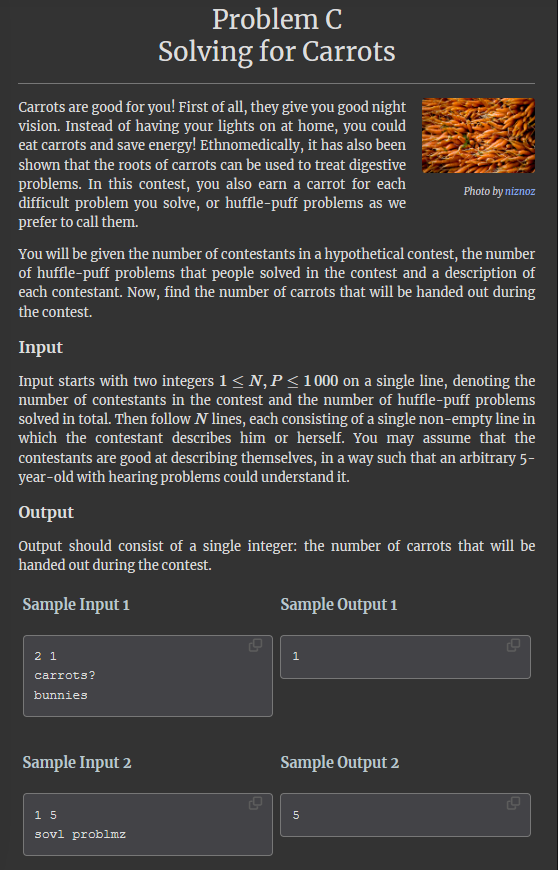 Problem C
Solving for Carrots
Carrots are good for you! First of all, they give you good night
vision. Instead of having your lights on at home, you could
eat carrots and save energy! Ethnomedically, it has also been
shown that the roots of carrots can be used to treat digestive
problems. In this contest, you also earn a carrot for each
difficult problem you solve, or huffle-puff problems as we
prefer to call them.
Photo by niznoz
You will be given the number of contestants in a hypothetical contest, the number
of huffle-puff problems that people solved in the contest and a description of
each contestant. Now, find the number of carrots that will be handed out during
the contest.
Input
Input starts with two integers 1 ≤ N, P ≤ 1 000 on a single line, denoting the
number of contestants in the contest and the number of huffle-puff problems
solved in total. Then follow N lines, each consisting of a single non-empty line in
which the contestant describes him or herself. You may assume that the
contestants are good at describing themselves, in a way such that an arbitrary 5-
year-old with hearing problems could understand it.
Output
Output should consist of a single integer: the number of carrots that will be
handed out during the contest.
Sample Input 1
Sample Output 1
2 1
carrots?
bunnies
1
Sample Input 2
Sample Output 2
1 5
sovl problmz
5